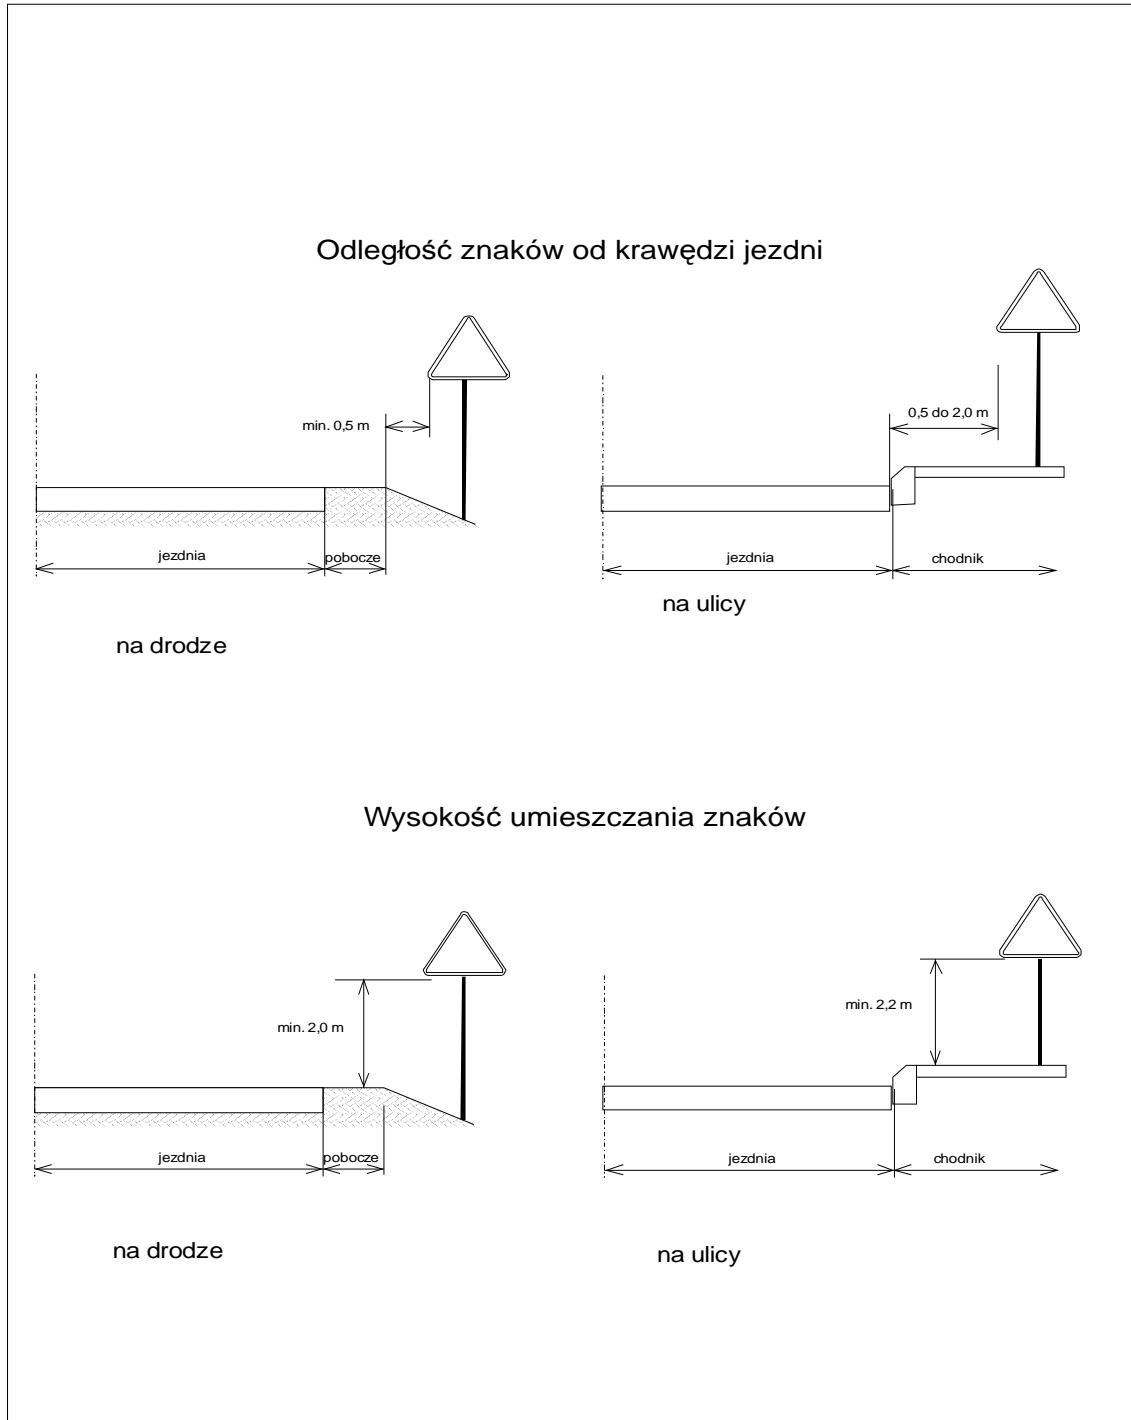 Odległość znaków od krawędzi jezdni
min. 0,5 m
jezdnia
pobocze
na drodze
0,5 do 2,0 m
jezdnia
chodnik
na ulicy
Wysokość umieszczania znaków
min. 2,0 m
jezdnia
pobocze
na drodze
min. 2,2 m
jezdnia
chodnik
na ulicy